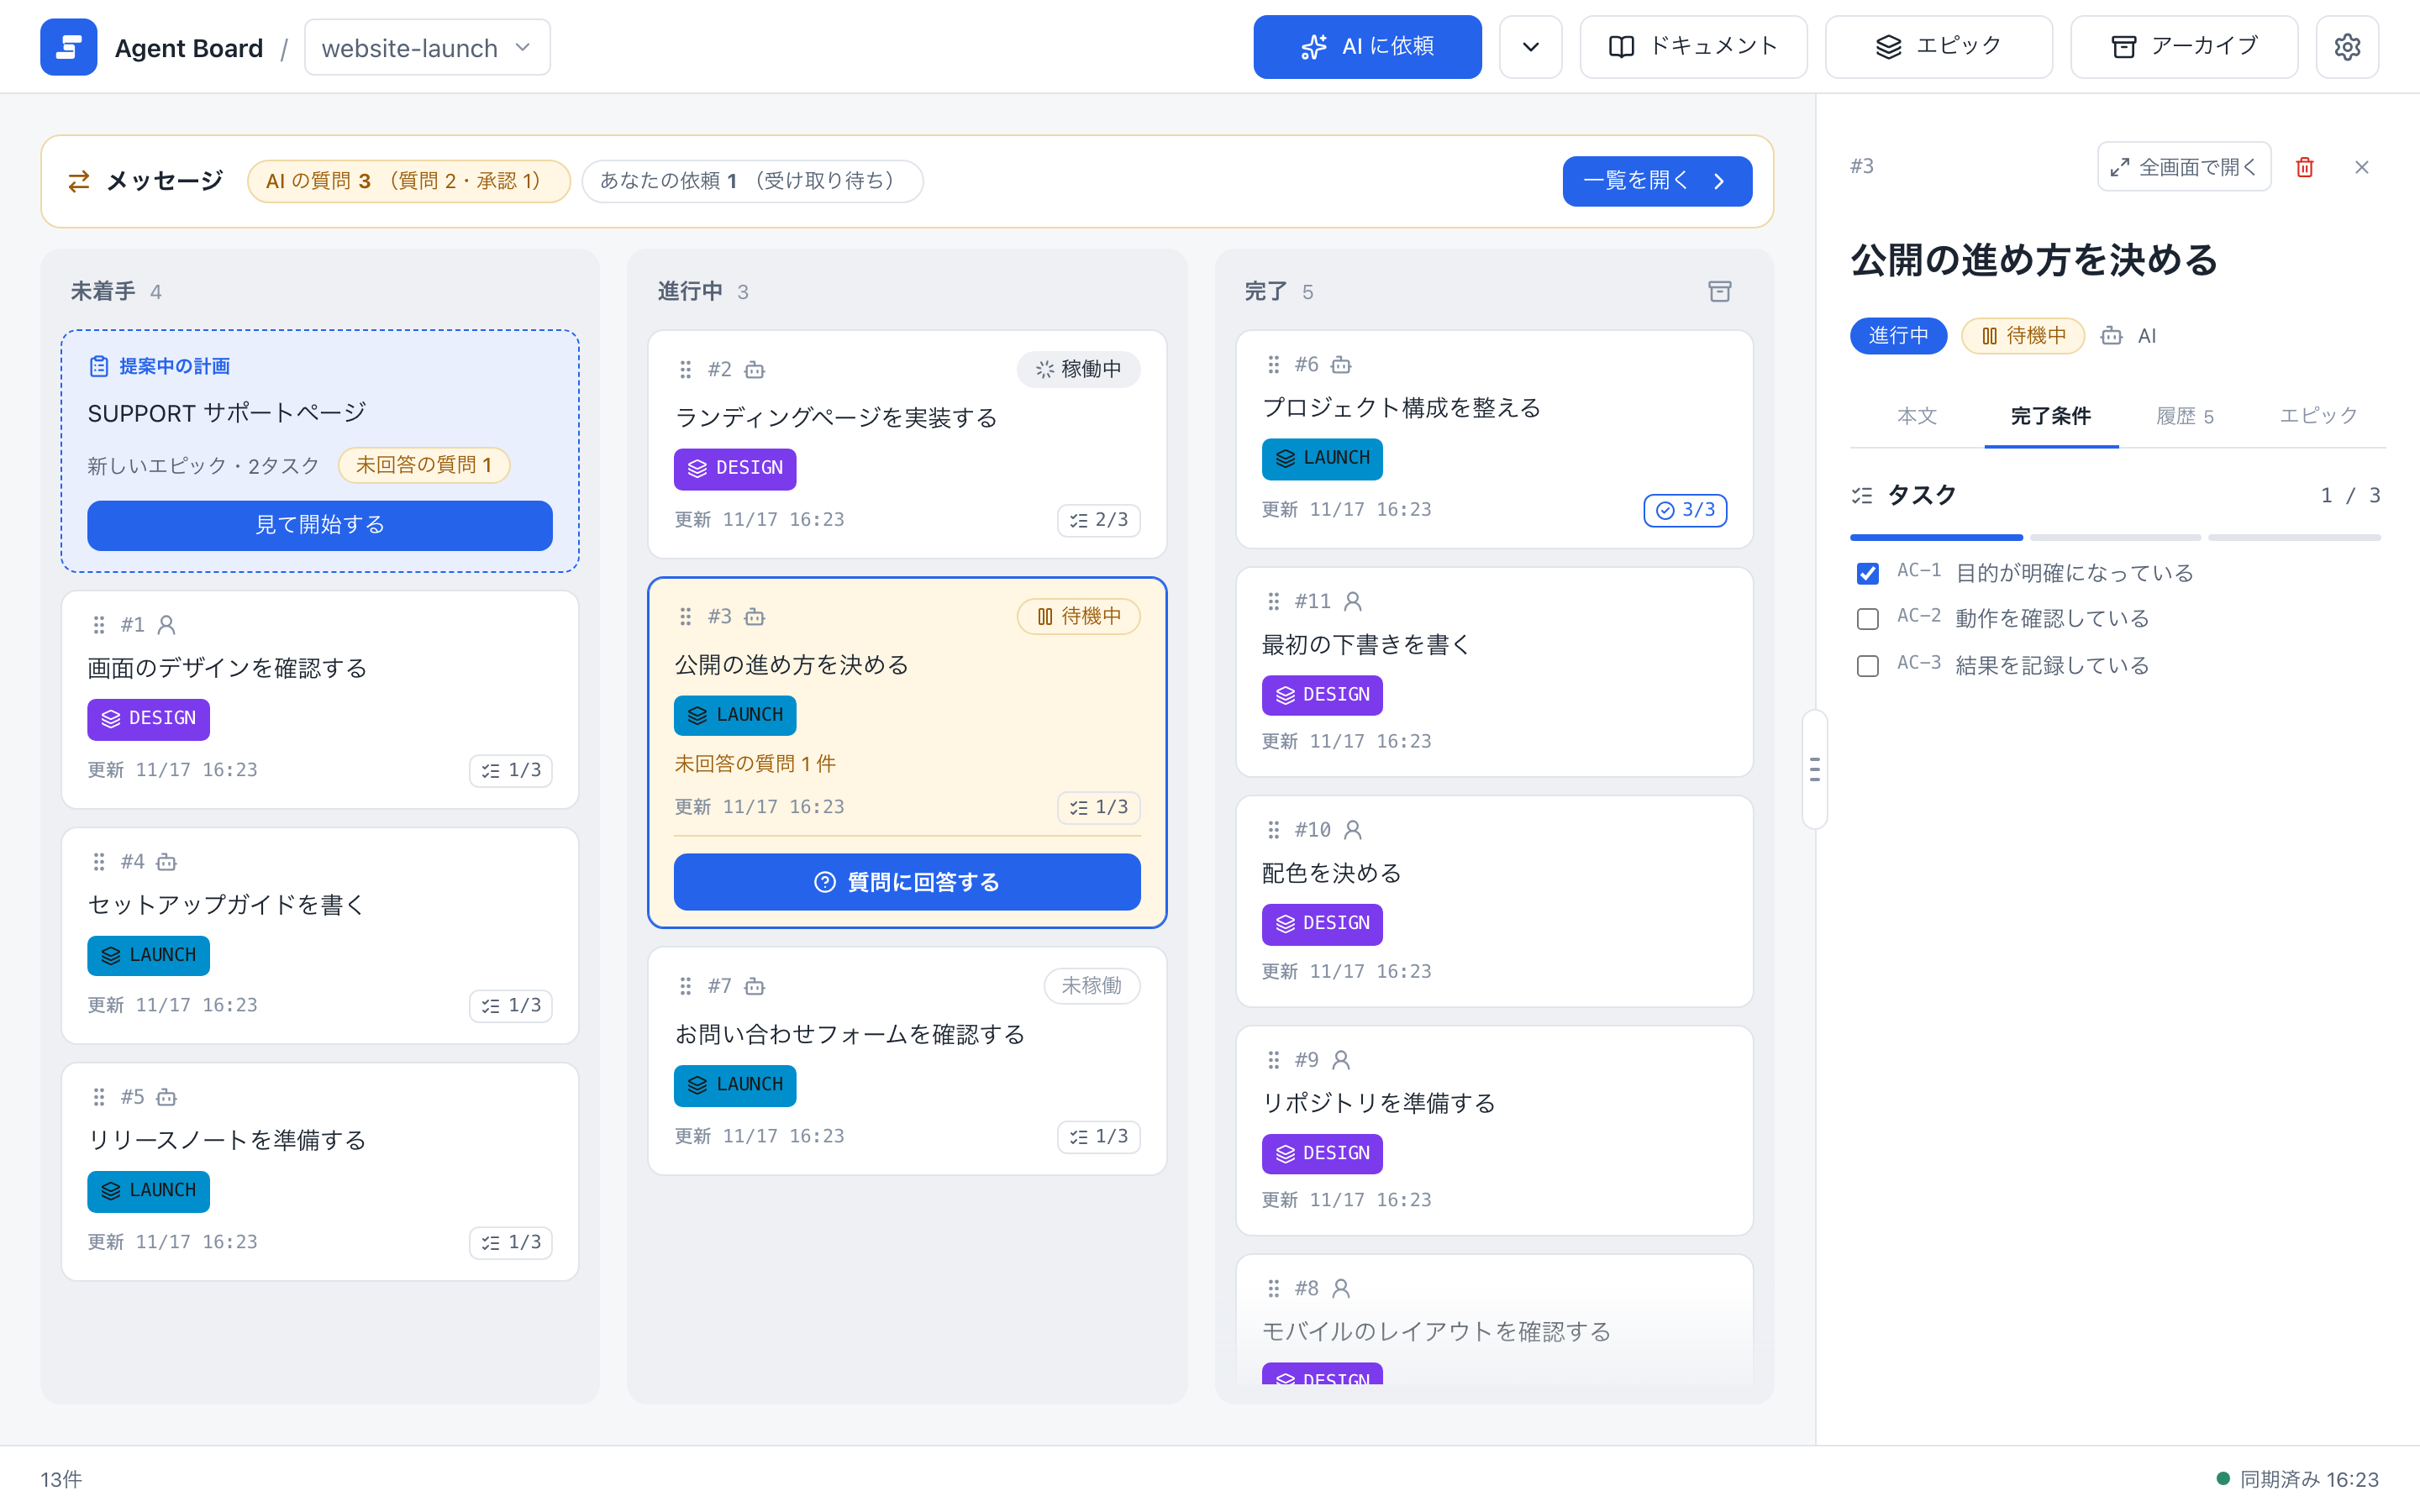 Agent Board / website-launch
AI に依頼
ドキュメント
エピック
アーカイブ
メッセージ
AI の質問 3 (質問 2・承認 1)
あなたの依頼 1 (受け取り待ち)
一覧を開く
未着手 4
提案中の計画
SUPPORT サポートページ
新しいエピック・2タスク
未回答の質問 1
見て開始する
#1
画面のデザインを確認する
DESIGN
更新 11/17 16:23
1/3
#4
セットアップガイドを書く
LAUNCH
更新 11/17 16:23
1/3
#5
リリースノートを準備する
LAUNCH
更新 11/17 16:23
1/3
進行中 3
#2
稼働中
ランディングページを実装する
DESIGN
更新 11/17 16:23
2/3
#3
待機中
公開の進め方を決める
LAUNCH
未回答の質問 1 件
更新 11/17 16:23
1/3
質問に回答する
#7
未稼働
お問い合わせフォームを確認する
LAUNCH
更新 11/17 16:23
1/3
完了 5
#6
プロジェクト構成を整える
LAUNCH
更新 11/17 16:23
3/3
#11
最初の下書きを書く
DESIGN
更新 11/17 16:23
#10
配色を決める
DESIGN
更新 11/17 16:23
#9
リポジトリを準備する
DESIGN
更新 11/17 16:23
#8
モバイルのレイアウトを確認する
DESIGN
#3
全画面で開く
公開の進め方を決める
進行中
待機中
AI
本文
完了条件
履歴 5
エピック
タスク
1 / 3
AC-1 目的が明確になっている
AC-2 動作を確認している
AC-3 結果を記録している
13件
同期済み 16:23